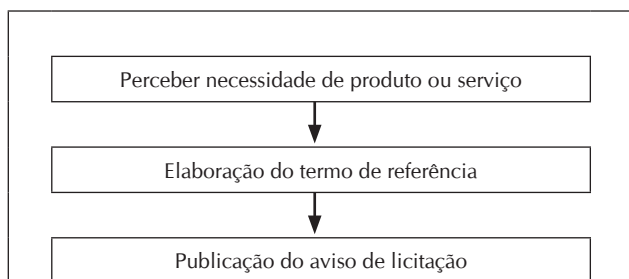 Perceber necessidade de produto ou serviço
Elaboração do termo de referência
Publicação do aviso de licitação